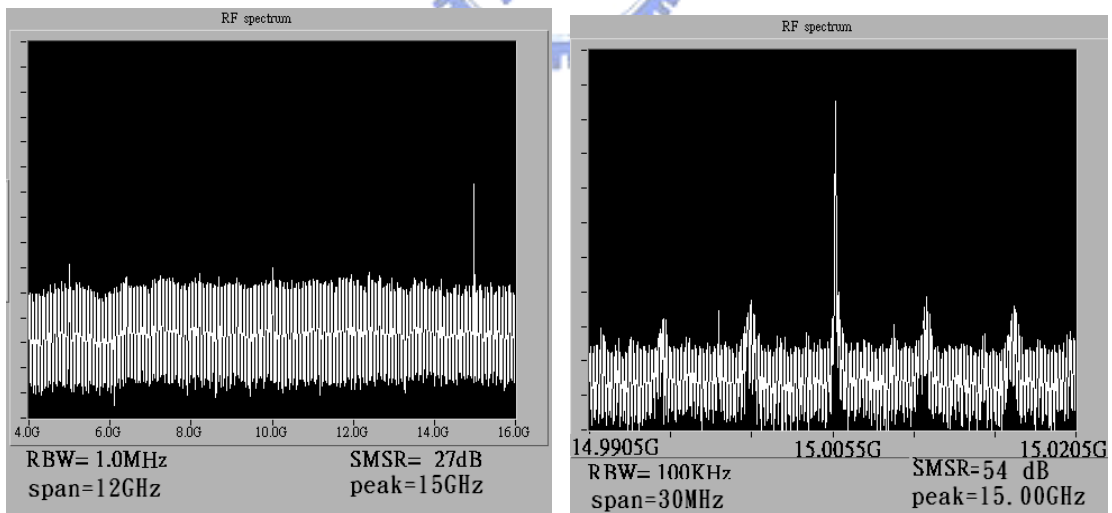 RF spectrum
4.0G 6.0G 8.0G 10.0G 12.0G 14.0G 16.0G
RBW= 1.0MHz SMSR= 27dB
span=12GHz peak=15GHz
RF spectrum
14.9905G 15.0055G 15.0205G
RBW= 100KHz SMSR=54 dB
span=30MHz peak=15.00GHz